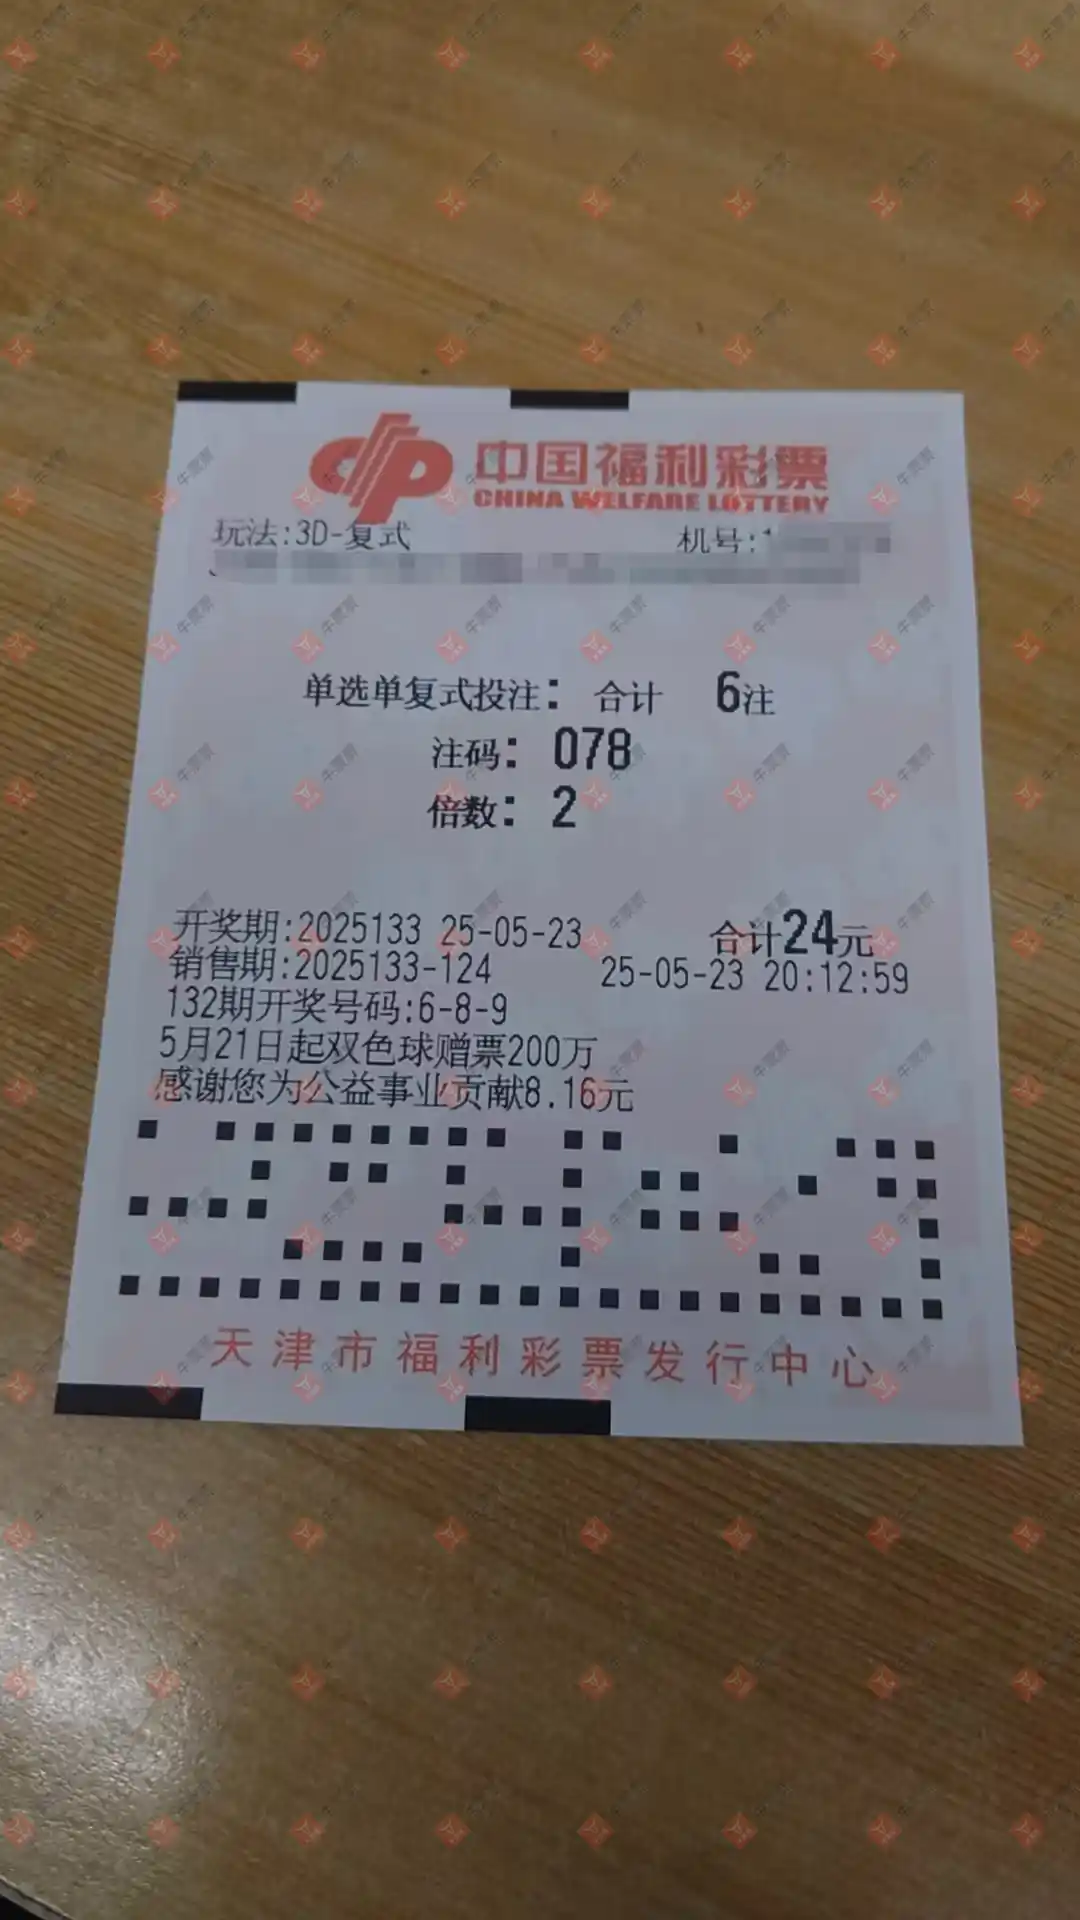 中国福利彩票
CHINA WELFARE LOTTERY
玩法:3D-复式 机号:1
单选单复式投注: 合计 6注
注码: 078
倍数: 2
开奖期:2025133 25-05-23 合计24元
销售期:2025133-124 25-05-23 20:12:59
132期开奖号码:6-8-9
5月21日起双色球赠票200万
感谢您为公益事业贡献8.16元
天津市福利彩票发行中心